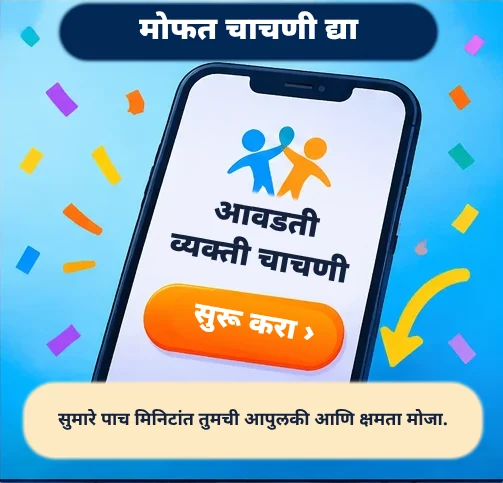 मोफत चाचणी द्या
आवडती
व्यक्ती चाचणी
सुरू करा ›
सुमारे पाच मिनिटांत तुमची आपुलकी आणि क्षमता मोजा.